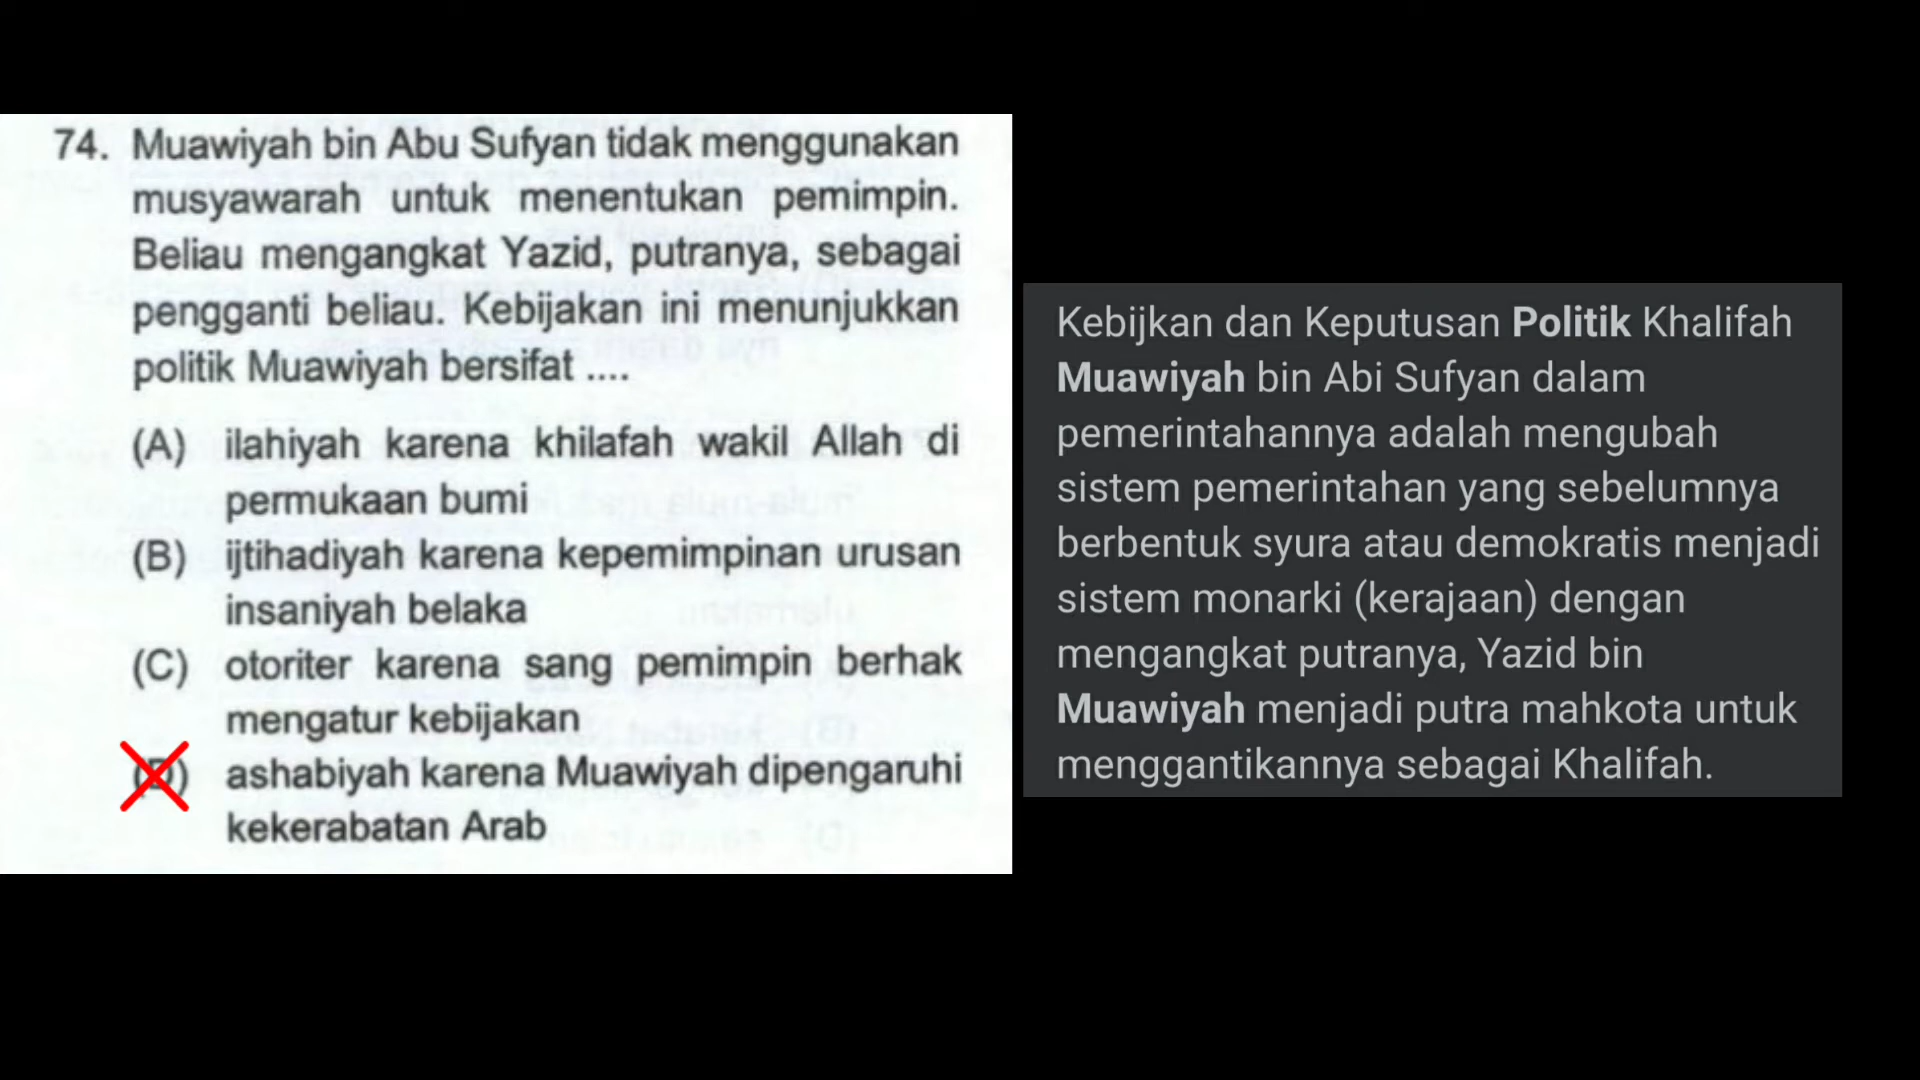 74. Muawiyah bin Abu Sufyan tidak menggunakan
musyawarah untuk menentukan pemimpin.
Beliau mengangkat Yazid, putranya, sebagai
pengganti beliau. Kebijakan ini menunjukkan
politik Muawiyah bersifat ....
(A) ilahiyah karena khilafah wakil Allah di
permukaan bumi
(B) ijtihadiyah karena kepemimpinan urusan
insaniyah belaka
(C) otoriter karena sang pemimpin berhak
mengatur kebijakan
(D) ashabiyah karena Muawiyah dipengaruhi
kekerabatan Arab
Kebijkan dan Keputusan Politik Khalifah
Muawiyah bin Abi Sufyan dalam
pemerintahannya adalah mengubah
sistem pemerintahan yang sebelumnya
berbentuk syura atau demokratis menjadi
sistem monarki (kerajaan) dengan
mengangkat putranya, Yazid bin
Muawiyah menjadi putra mahkota untuk
menggantikannya sebagai Khalifah.